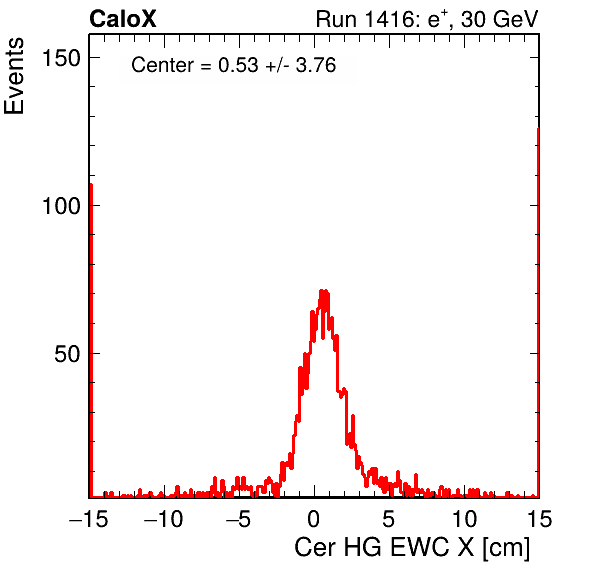 CaloX Run 1416: e⁺, 30 GeV
Events
Center = 0.53 +/- 3.76
150
100
50
−15 −10 −5 0 5 10 15
Cer HG EWC X [cm]